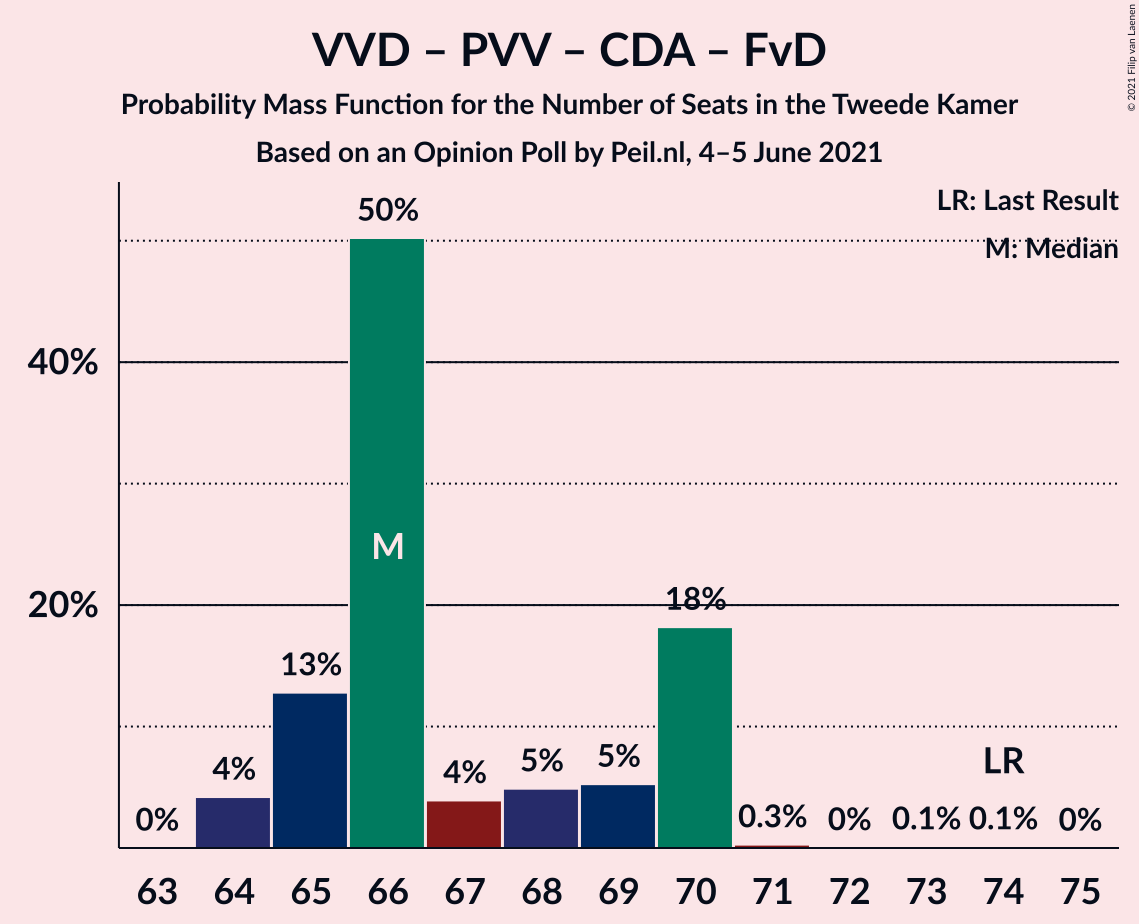 VVD – PVV – CDA – FvD
Probability Mass Function for the Number of Seats in the Tweede Kamer
Based on an Opinion Poll by Peil.nl, 4–5 June 2021
© 2021 Filip van Laenen
LR: Last Result
M: Median
50%
40%
M
20%
18%
13%
4%
0%
4%
5%
5%
LR
0.3%
0%
0.1%
0.1%
0%
63 64 65 66 67 68 69 70 71 72 73 74 75